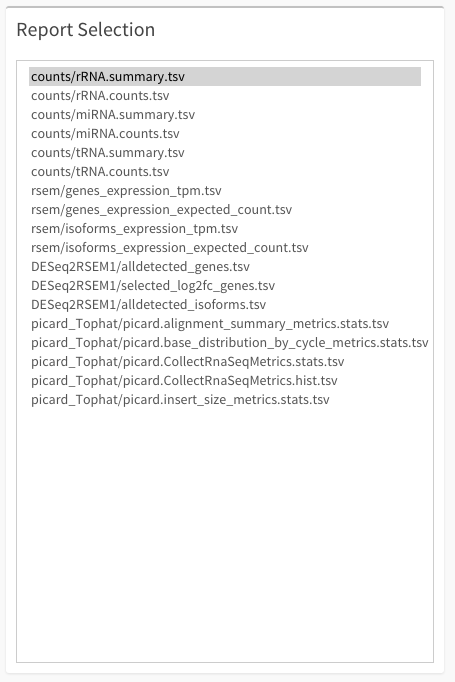 Report Selection
counts/rRNA.summary.tsv
counts/rRNA.counts.tsv
counts/miRNA.summary.tsv
counts/miRNA.counts.tsv
counts/tRNA.summary.tsv
counts/tRNA.counts.tsv
rsem/genes_expression_tpm.tsv
rsem/genes_expression_expected_count.tsv
rsem/isoforms_expression_tpm.tsv
rsem/isoforms_expression_expected_count.tsv
DESeq2RSEM1/alldetected_genes.tsv
DESeq2RSEM1/selected_log2fc_genes.tsv
DESeq2RSEM1/alldetected_isoforms.tsv
picard_Tophat/picard.alignment_summary_metrics.stats.tsv
picard_Tophat/picard.base_distribution_by_cycle_metrics.stats.tsv
picard_Tophat/picard.CollectRnaSeqMetrics.stats.tsv
picard_Tophat/picard.CollectRnaSeqMetrics.hist.tsv
picard_Tophat/picard.insert_size_metrics.stats.tsv